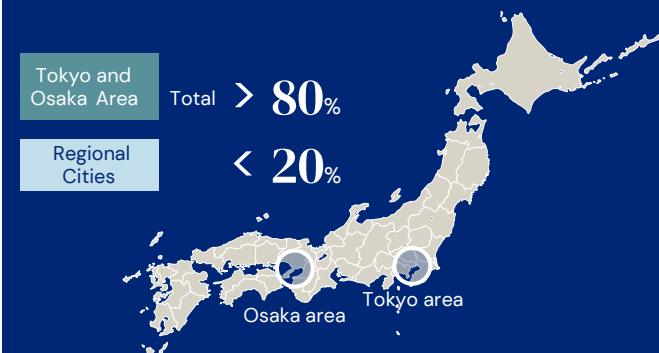 Tokyo and
Osaka Area
Total > 80%
Regional
Cities
< 20%
Tokyo area
Osaka area